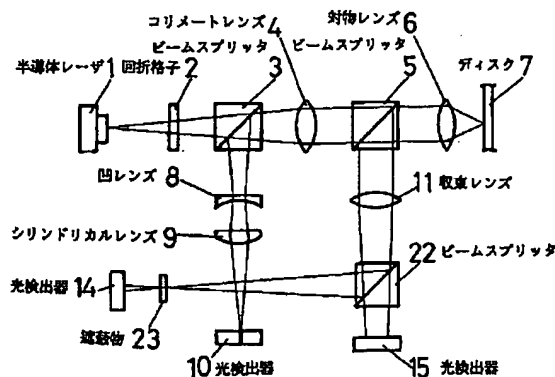 コリメートレンズ 対物レンズ
ビームスプリッタ 4 ビームスプリッタ 6
半導体レーザ 1 回折格子 2 3 5 ディスク 7
凹レンズ 8
11 収束レンズ
シリンドリカルレンズ 9
22 ビームスプリッタ
光検出器 14
遮蔽物 23
10 光検出器
15 光検出器